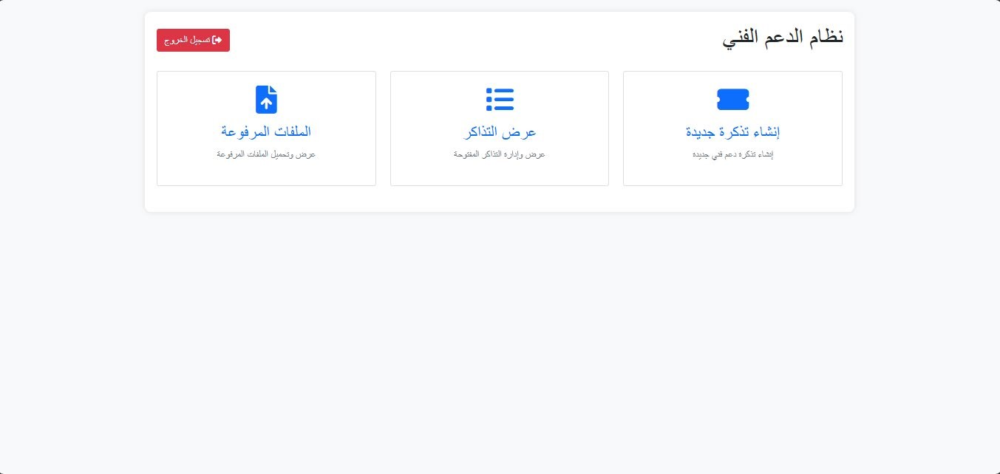 نظام الدعم الفني
تسجيل الخروج
إنشاء تذكرة جديدة
إنشاء تذكرة دعم فني جديدة
عرض التذاكر
عرض وإدارة التذاكر المفتوحة
الملفات المرفوعة
عرض وتحميل الملفات المرفوعة